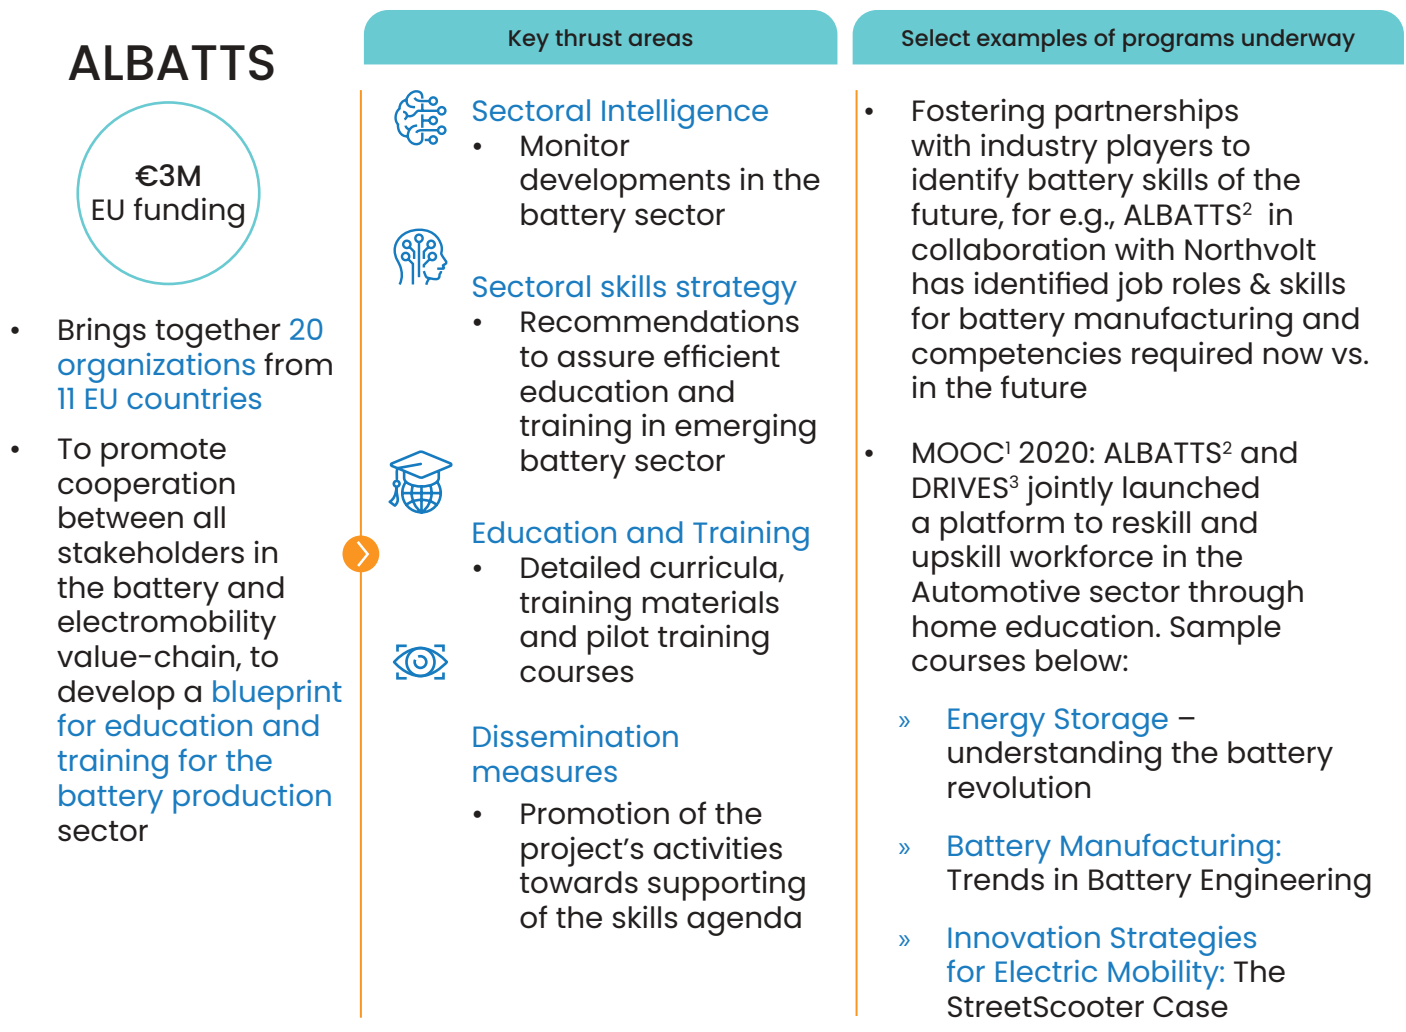 ALBATTS
€3M
EU funding
• Brings together 20
organizations from
11 EU countries
• To promote
cooperation
between all
stakeholders in
the battery and
electromobility
value-chain, to
develop a blueprint
for education and
training for the
battery production
sector
Key thrust areas
Sectoral Intelligence
• Monitor
developments in the
battery sector
Sectoral skills strategy
• Recommendations
to assure efficient
education and
training in emerging
battery sector
Education and Training
• Detailed curricula,
training materials
and pilot training
courses
Dissemination
measures
• Promotion of the
project’s activities
towards supporting
of the skills agenda
Select examples of programs underway
• Fostering partnerships
with industry players to
identify battery skills of the
future, for e.g., ALBATTS² in
collaboration with Northvolt
has identified job roles & skills
for battery manufacturing and
competencies required now vs.
in the future
• MOOC¹ 2020: ALBATTS² and
DRIVES³ jointly launched
a platform to reskill and
upskill workforce in the
Automotive sector through
home education. Sample
courses below:
» Energy Storage –
understanding the battery
revolution
» Battery Manufacturing:
Trends in Battery Engineering
» Innovation Strategies
for Electric Mobility: The
StreetScooter Case